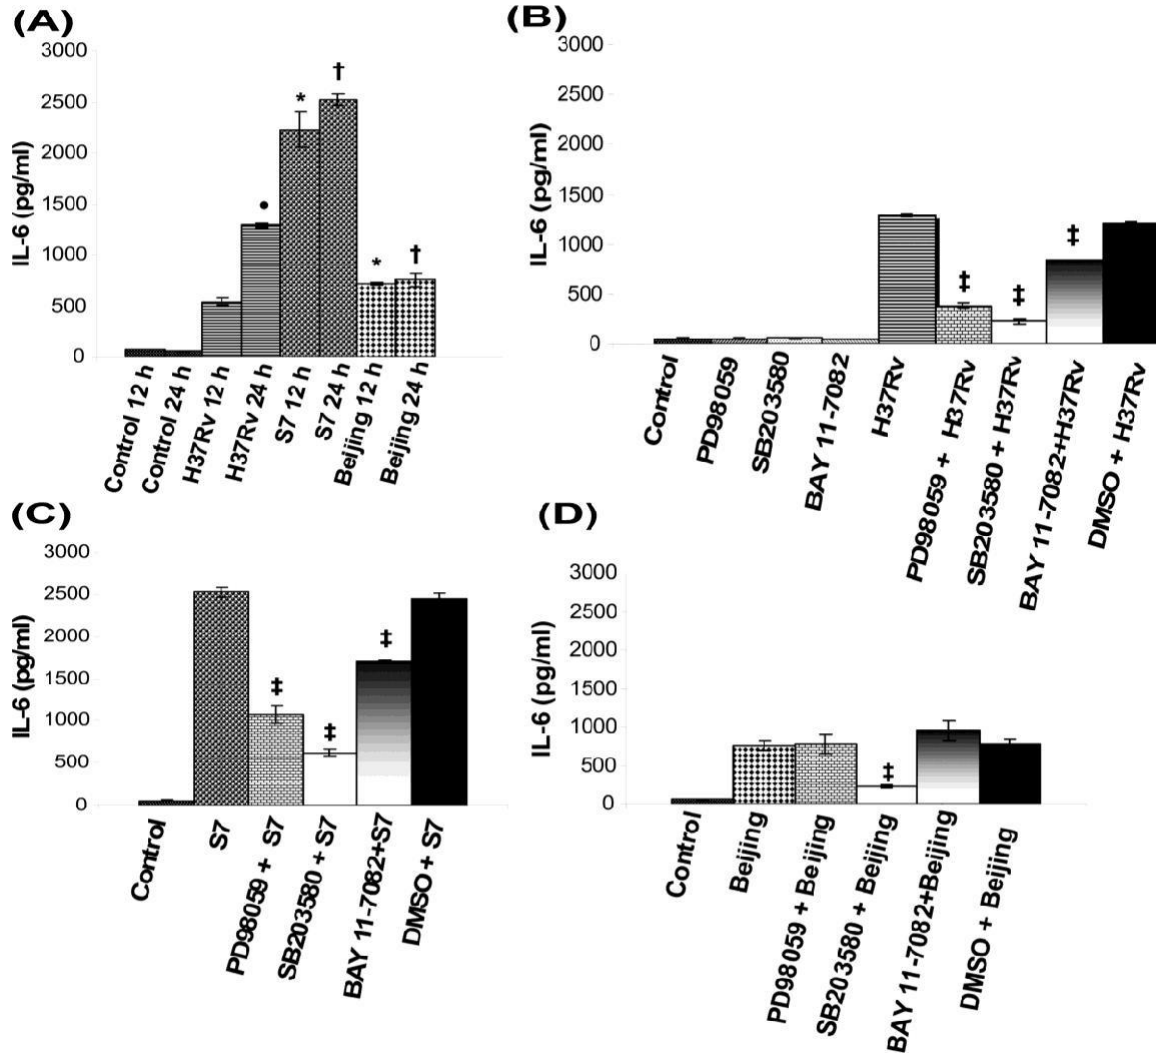 (A)
3000
2500
2000
1500
1000
500
0
IL-6 (pg/ml)
•
*
†
*
†
Control 12 h
Control 24 h
H37Rv 12 h
H37Rv 24 h
S7 12 h
S7 24 h
Beijing 12 h
Beijing 24 h
(B)
3000
2500
2000
1500
1000
500
0
IL-6 (pg/ml)
‡
‡
‡
Control
PD98059
SB203580
BAY 11-7082
H37Rv
PD98059 + H37Rv
SB203580 + H37Rv
BAY 11-7082+H37Rv
DMSO + H37Rv
(C)
3000
2500
2000
1500
1000
500
0
IL-6 (pg/ml)
‡
‡
‡
Control
S7
PD98059 + S7
SB203580 + S7
BAY 11-7082+S7
DMSO + S7
(D)
3000
2500
2000
1500
1000
500
0
IL-6 (pg/ml)
‡
Control
Beijing
PD98059 + Beijing
SB203580 + Beijing
BAY 11-7082+Beijing
DMSO + Beijing